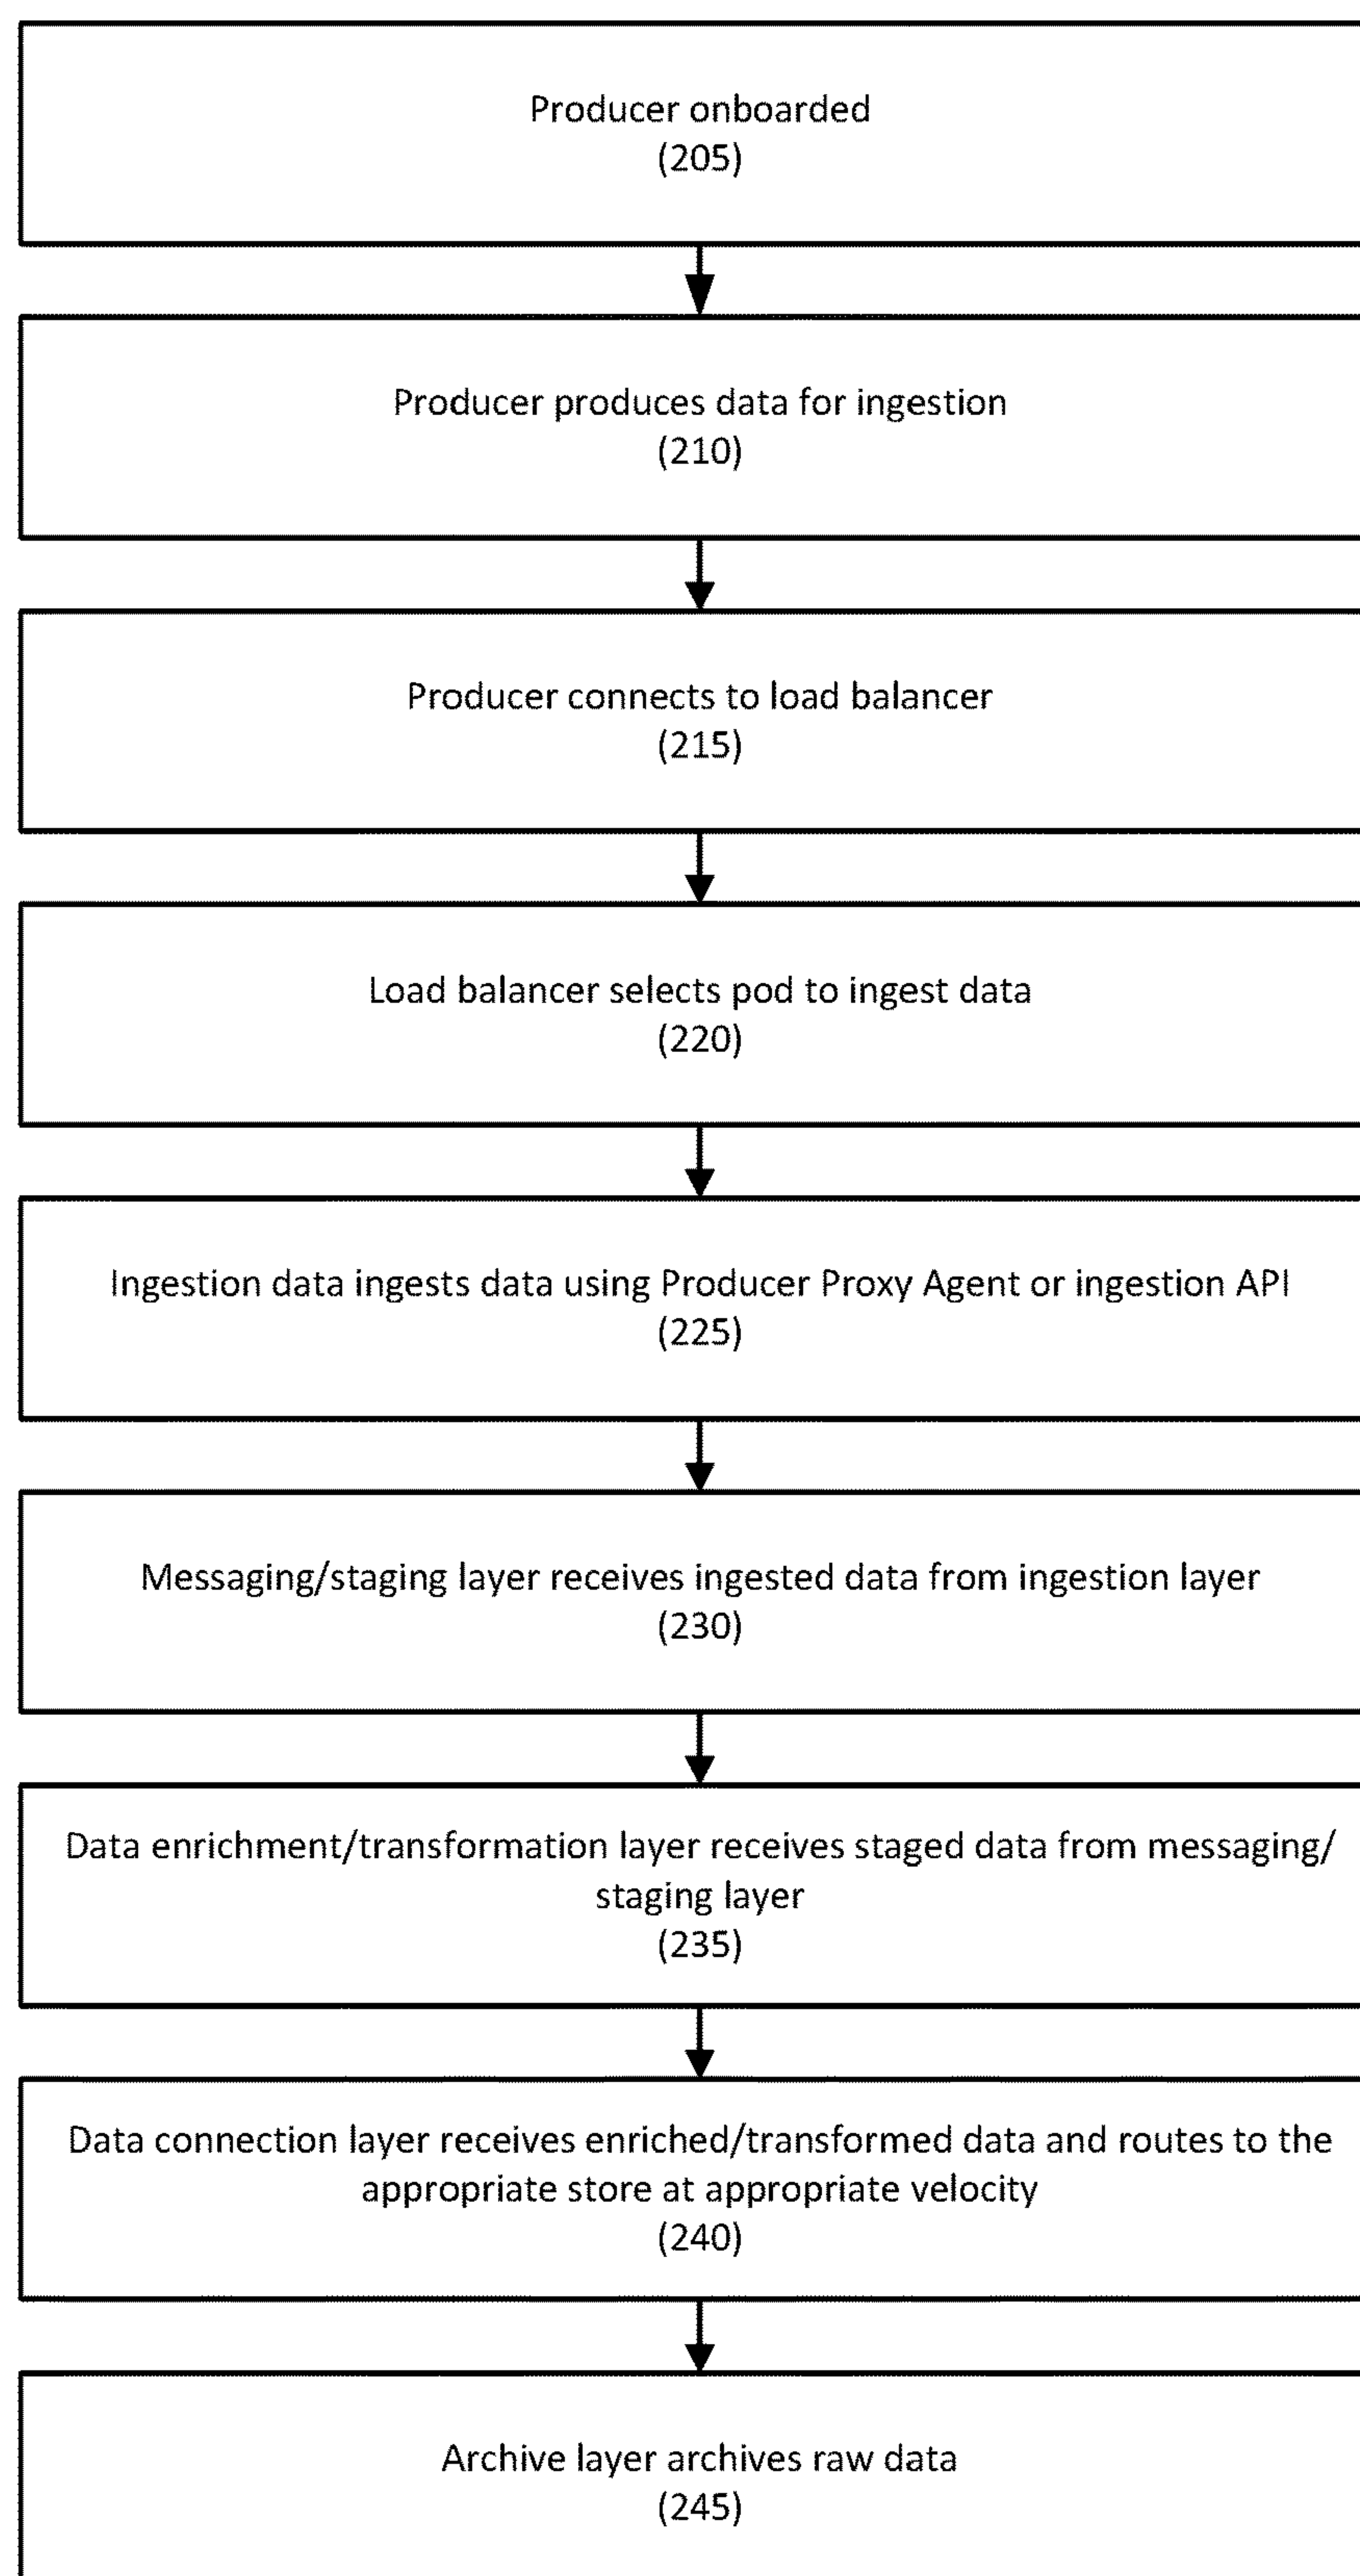 Producer onboarded
(205)
Producer produces data for ingestion
(210)
Producer connects to load balancer
(215)
Load balancer selects pod to ingest data
(220)
Ingestion data ingests data using Producer Proxy Agent or ingestion API
(225)
Messaging/staging layer receives ingested data from ingestion layer
(230)
Data enrichment/transformation layer receives staged data from messaging/
staging layer
(235)
Data connection layer receives enriched/transformed data and routes to the
appropriate store at appropriate velocity
(240)
Archive layer archives raw data
(245)